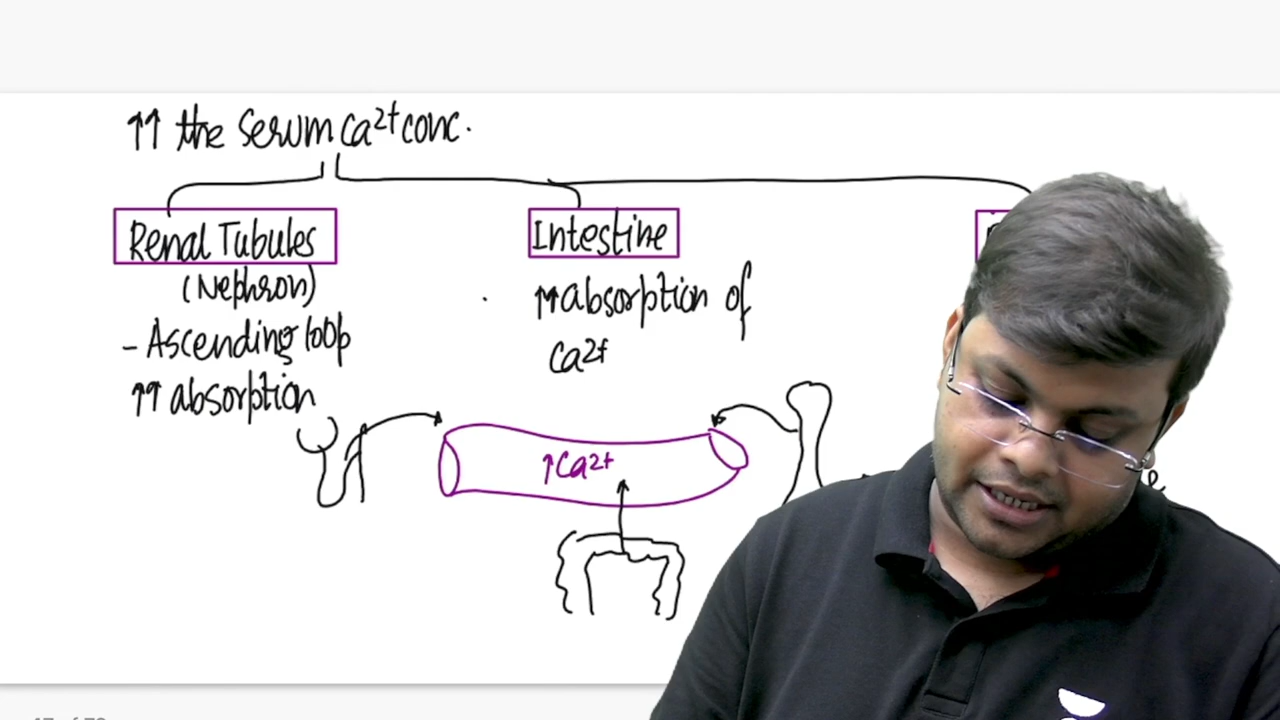 ↑↑ the serum Ca²⁺ conc.
Renal Tubules
(Nephron)
- Ascending loop
↑↑ absorption
Intestine
↑↑ absorption of
Ca²⁺
↑Ca²⁺